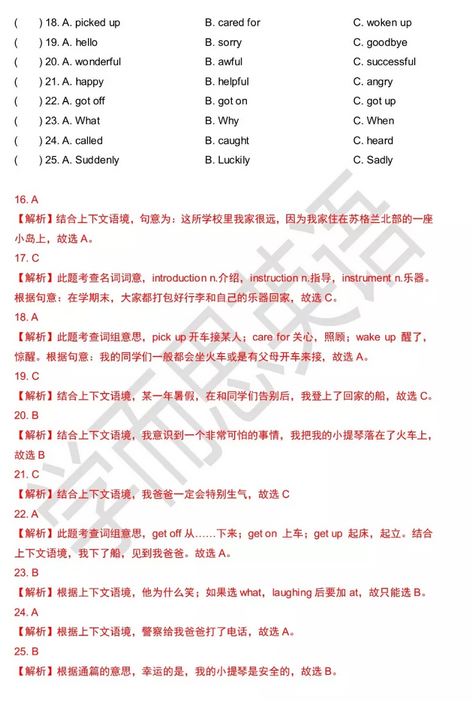 ( ) 18. A. picked up B. cared for C. woken up
( ) 19. A. hello B. sorry C. goodbye
( ) 20. A. wonderful B. awful C. successful
( ) 21. A. happy B. helpful C. angry
( ) 22. A. got off B. got on C. got up
( ) 23. A. What B. Why C. When
( ) 24. A. called B. caught C. heard
( ) 25. A. Suddenly B. Luckily C. Sadly
16. A
【解析】结合上下文语境，句意为：这所学校里我家很远，因为我家住在苏格兰北部的一座
小岛上，故选 A。
17. C
【解析】此题考查名词词意，introduction n.介绍，instruction n.指导，instrument n.乐器。
根据句意：在学期末，大家都打包好行李和自己的乐器回家，故选 C。
18. A
【解析】此题考查词组意思，pick up 开车接某人；care for 关心，照顾；wake up 醒了，
惊醒。根据句意：我的同学们一般都会坐火车或是有父母开车来接，故选 A。
19. C
【解析】结合上下文语境，某一年暑假，在和同学们告别后，我登上了回家的船，故选 C。
20. B
【解析】结合上下文语境，我意识到一个非常可怕的事情，我把我的小提琴落在了火车上，
故选 B
21. C
【解析】结合上下文语境，我爸爸一定会特别生气，故选 C
22. A
【解析】此题考查词组意思，get off 从……下来；get on 上车；get up 起床，起立。结合
上下文语境，我下了船，见到我爸爸。故选 A。
23. B
【解析】根据上下文语境，他为什么笑；如果选 what，laughing 后要加 at，故只能选 B。
24. A
【解析】根据上下文语境，警察给我爸爸打了电话，故选 A。
25. B
【解析】根据通篇的意思，幸运的是，我的小提琴是安全的，故选 B。
学而思英语